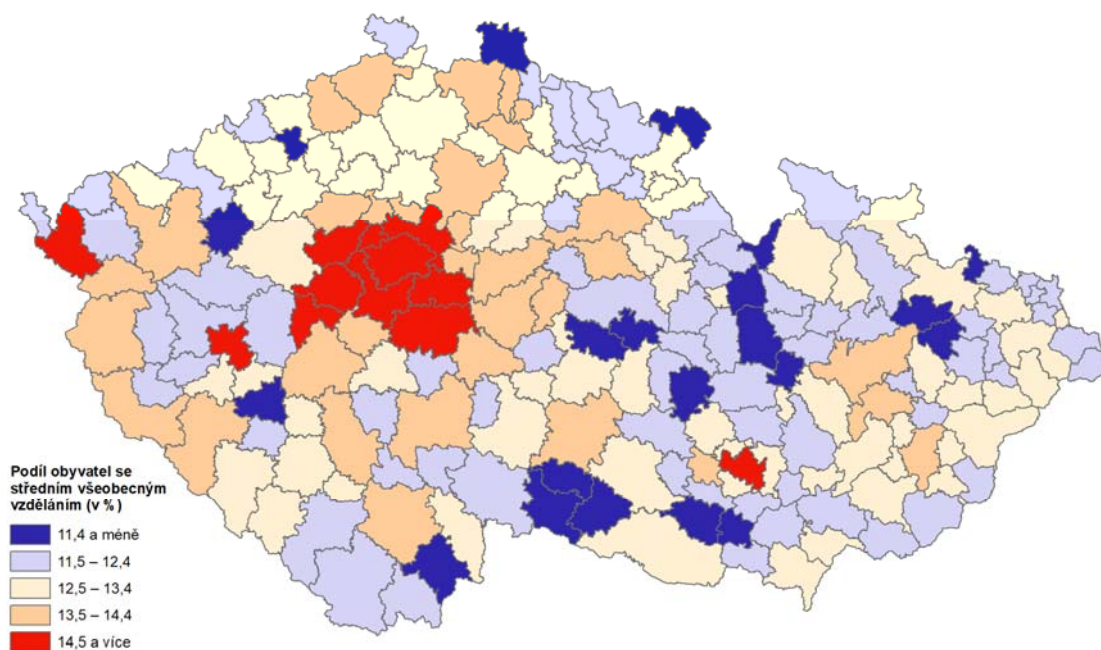 Podíl obyvatel se
středním všeobecným
vzděláním (v %)
11,4 a méně
11,5 – 12,4
12,5 – 13,4
13,5 – 14,4
14,5 a více